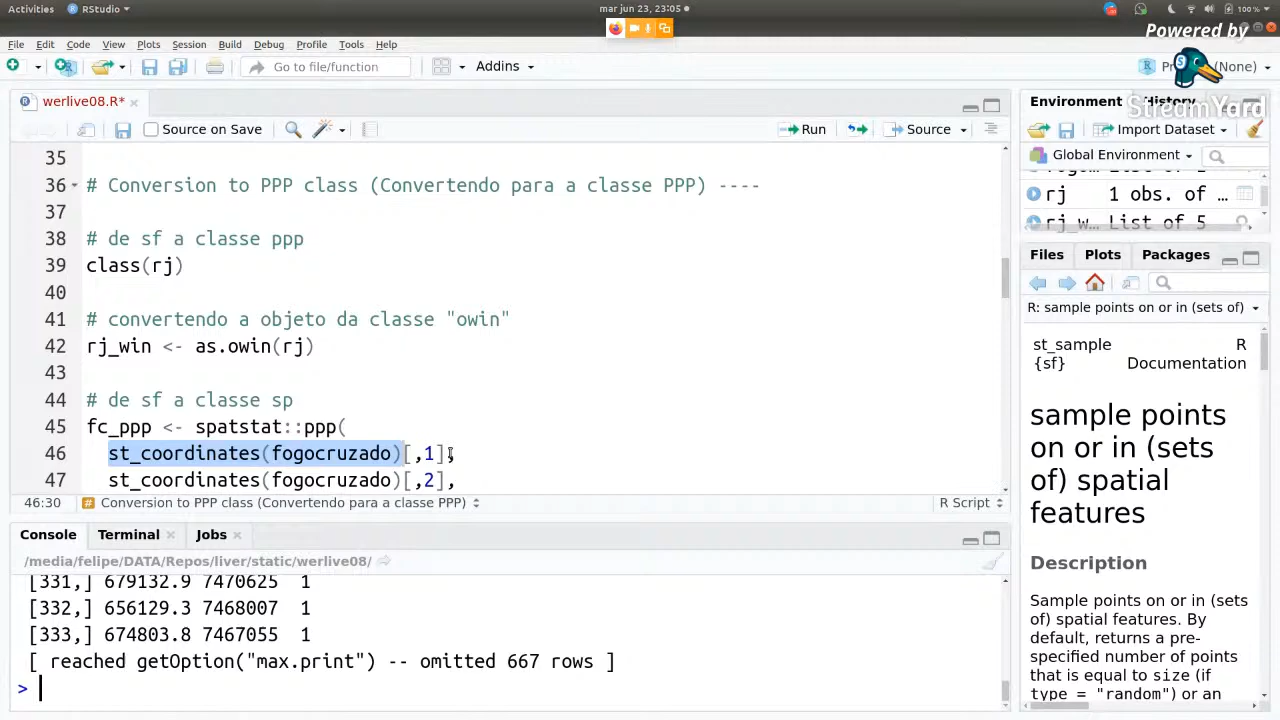 Activities RStudio mar jun 23, 23:05 100 %
Powered by
StreamYard
File Edit Code View Plots Session Build Debug Profile Tools Help
Go to file/function Addins (None)
werlive08.R*
Source on Save Run Source
35
36 # Conversion to PPP class (Convertendo para a classe PPP) ----
37
38 # de sf a classe ppp
39 class(rj)
40
41 # convertendo a objeto da classe "owin"
42 rj_win <- as.owin(rj)
43
44 # de sf a classe sp
45 fc_ppp <- spatstat::ppp(
46 st_coordinates(fogocruzado)[,1],
47 st_coordinates(fogocruzado)[,2],
46:30 Conversion to PPP class (Convertendo para a classe PPP) R Script
Console Terminal Jobs
/media/felipe/DATA/Repos/liver/static/werlive08/
[331,] 679132.9 7470625 1
[332,] 656129.3 7468007 1
[333,] 674803.8 7467055 1
[ reached getOption("max.print") -- omitted 667 rows ]
>
Environment History
Import Dataset
Global Environment
rj 1 obs. of …
rj_w… List of 5
Files Plots Packages
R: sample points on or in (sets of)
st_sample R
{sf} Documentation
sample points
on or in (sets
of) spatial
features
Description
Sample points on or in (sets
of) spatial features. By
default, returns a pre-
specified number of points
that is equal to size (if
type = "random") or an